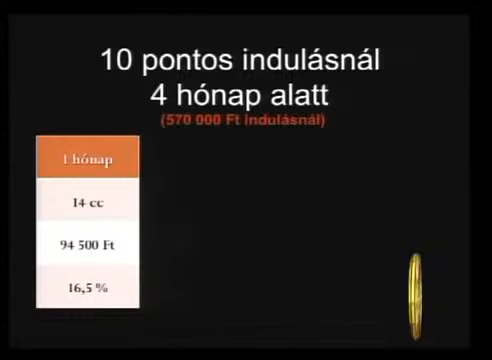 10 pontos indulásnál
4 hónap alatt
(570 000 Ft indulásnál)
1 hónap
14 cc
94 500 Ft
16,5 %